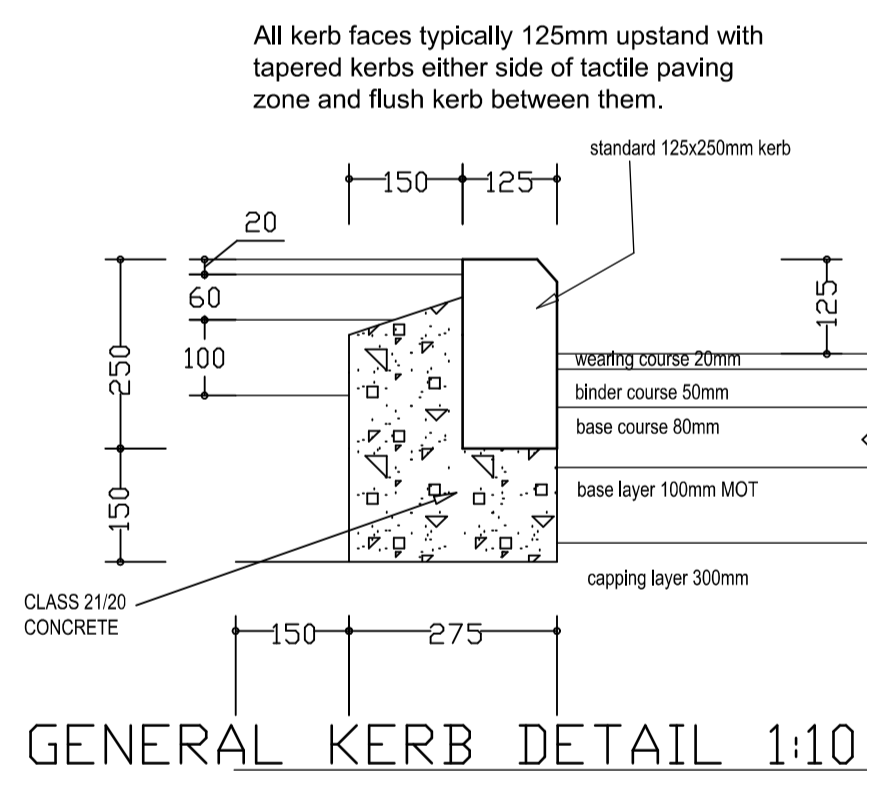 All kerb faces typically 125mm upstand with
tapered kerbs either side of tactile paving
zone and flush kerb between them.
standard 125x250mm kerb
150
125
20
60
100
250
150
125
wearing course 20mm
binder course 50mm
base course 80mm
base layer 100mm MOT
capping layer 300mm
CLASS 21/20
CONCRETE
150
275
GENERAL KERB DETAIL 1:10